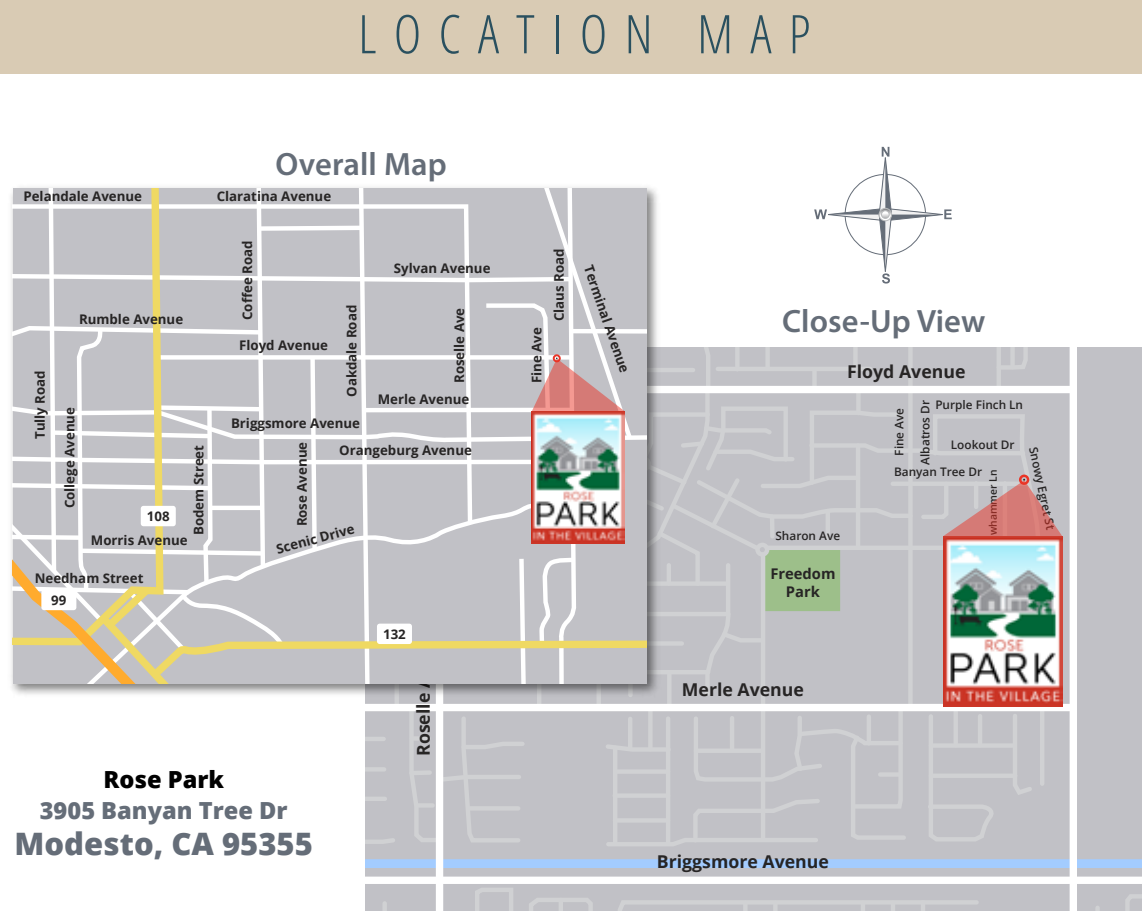 LOCATION MAP
Overall Map
Pelandale Avenue
Claratina Avenue
Coffee Road
Sylvan Avenue
Claus Road
Terminal Avenue
Rumble Avenue
Floyd Avenue
Oakdale Road
Roselle Ave
Fine Ave
Tully Road
College Avenue
Merle Avenue
Briggsmore Avenue
Orangeburg Avenue
Bodem Street
Rose Avenue
108
Morris Avenue
Scenic Drive
Needham Street
99
132
ROSE
PARK
IN THE VILLAGE
N
W
E
S
Close-Up View
Floyd Avenue
Fine Ave
Albatros Dr
Purple Finch Ln
Lookout Dr
Banyan Tree Dr
whammer Ln
Snowy Egret St
Sharon Ave
Freedom
Park
ROSE
PARK
IN THE VILLAGE
Merle Avenue
Roselle
Briggsmore Avenue
Rose Park
3905 Banyan Tree Dr
Modesto, CA 95355